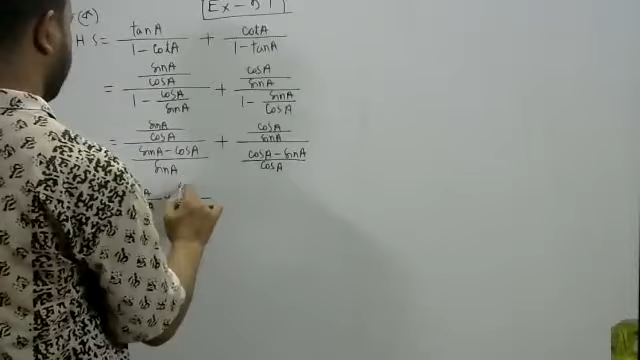 Ex-5.1
(क)
H S = tanA / 1 - cotA + cotA / 1 - tanA
= sinA / cosA / 1 - cosA / sinA + cosA / sinA / 1 - sinA / cosA
= sinA / cosA / sinA - cosA / sinA + cosA / sinA / cosA - sinA / cosA